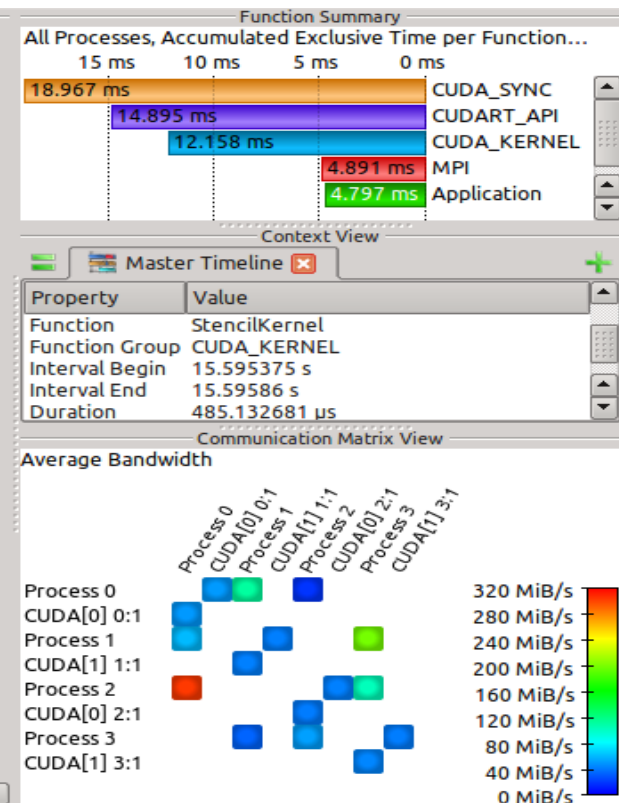 Function Summary
All Processes, Accumulated Exclusive Time per Function...
15 ms 10 ms 5 ms 0 ms
18.967 ms CUDA_SYNC
14.895 ms CUDART_API
12.158 ms CUDA_KERNEL
4.891 ms MPI
4.797 ms Application
Context View
Master Timeline
Property Value
Function StencilKernel
Function Group CUDA_KERNEL
Interval Begin 15.595375 s
Interval End 15.59586 s
Duration 485.132681 µs
Communication Matrix View
Average Bandwidth
Process 0 CUDA[0] 0:1 Process 1 CUDA[1] 1:1 Process 2 CUDA[0] 2:1 Process 3 CUDA[1] 3:1
Process 0 320 MiB/s
CUDA[0] 0:1 280 MiB/s
Process 1 240 MiB/s
CUDA[1] 1:1 200 MiB/s
Process 2 160 MiB/s
CUDA[0] 2:1 120 MiB/s
Process 3 80 MiB/s
CUDA[1] 3:1 40 MiB/s
0 MiB/s